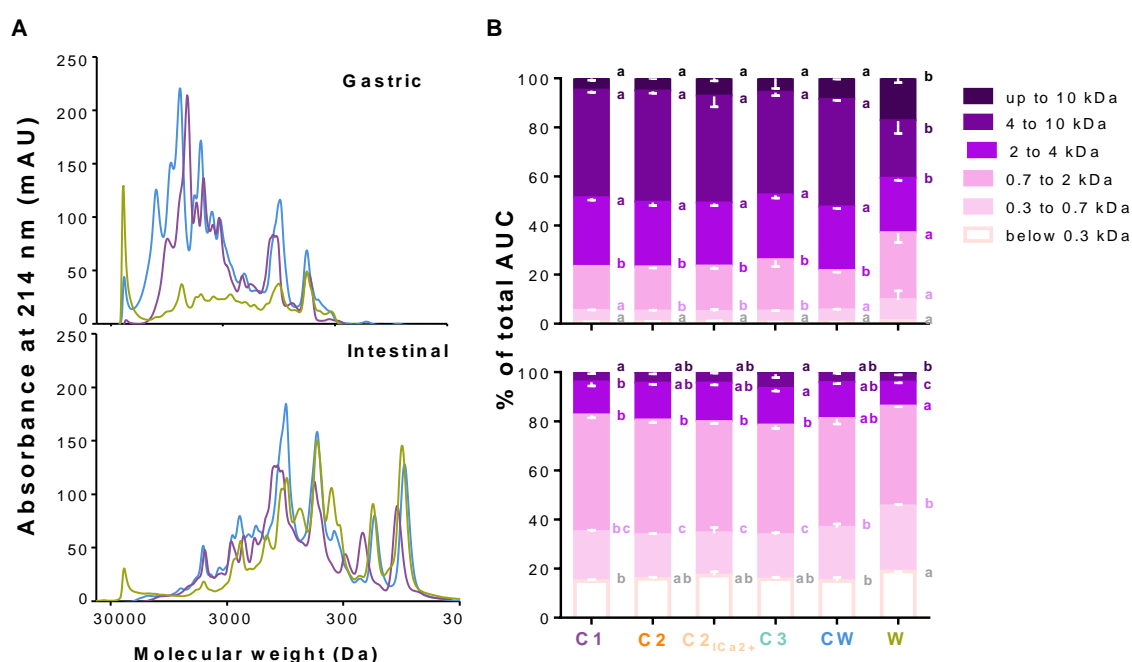 A
B
Absorbance at 214 nm (mAU)
250
200
150
100
50
0
Gastric
250
200
150
100
50
0
Intestinal
30000 3000 300 30
Molecular weight (Da)
% of total AUC
100
80
60
40
20
0
a a a a a b
a a a a a b
a a a a a b
b b b b b a
a a a a a a
a a a a a a
100
80
60
40
20
0
a ab ab a ab b
b ab ab a ab c
b b b b ab a
bc c c c b b
b ab ab ab b a
C1 C2 C2lCa2+ C3 CW W
up to 10 kDa
4 to 10 kDa
2 to 4 kDa
0.7 to 2 kDa
0.3 to 0.7 kDa
below 0.3 kDa